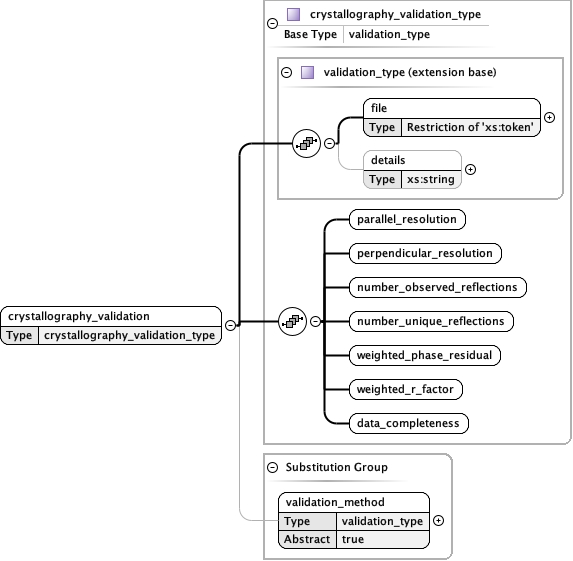 crystallography_validation_type
Base Type validation_type
validation_type (extension base)
file
Type Restriction of 'xs:token'
details
Type xs:string
parallel_resolution
perpendicular_resolution
number_observed_reflections
crystallography_validation
Type crystallography_validation_type
number_unique_reflections
weighted_phase_residual
weighted_r_factor
data_completeness
Substitution Group
validation_method
Type validation_type
Abstract true